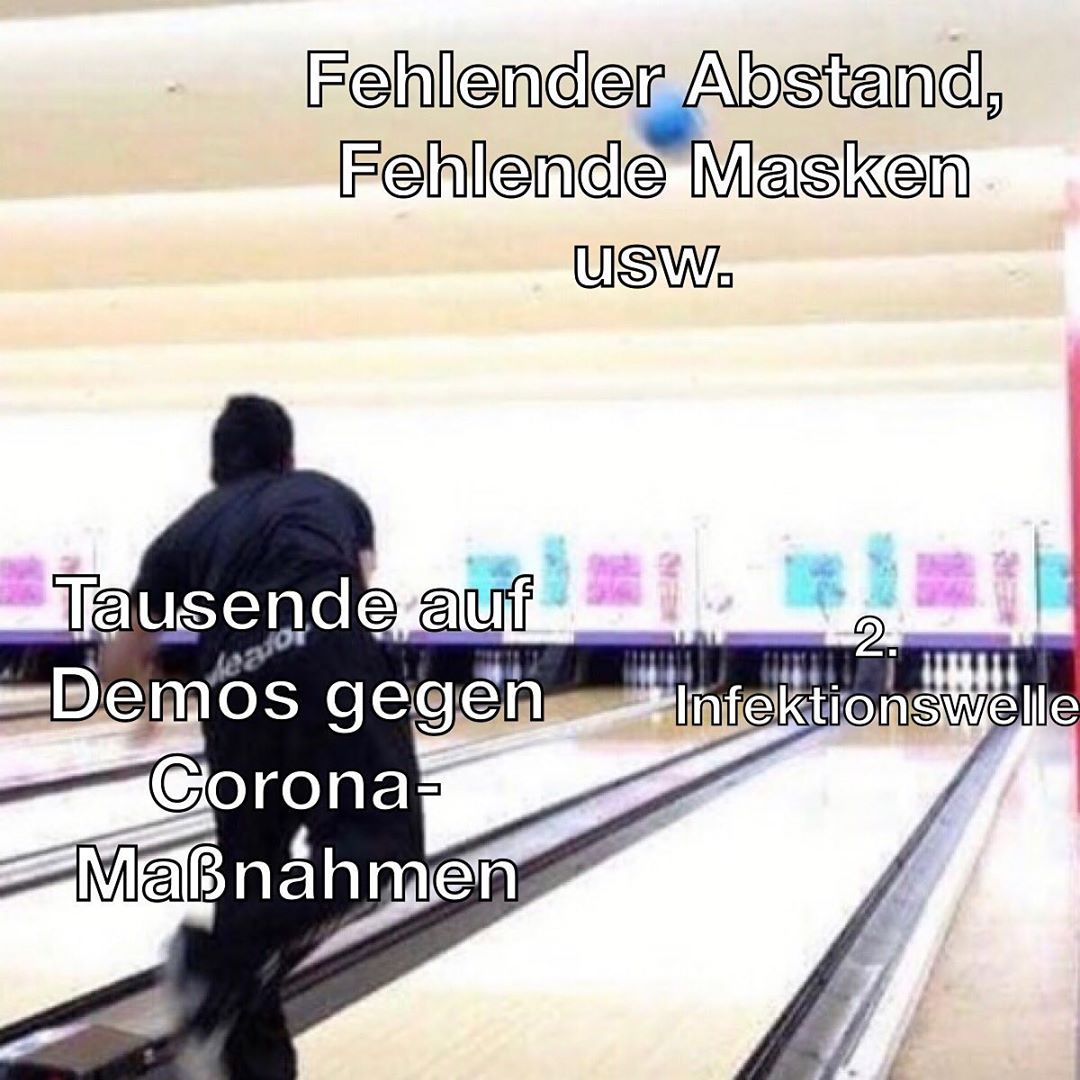 Fehlender Abstand,
Fehlende Masken
usw.
Tausende auf
Demos gegen
Corona-
Maßnahmen
2.
Infektionswelle